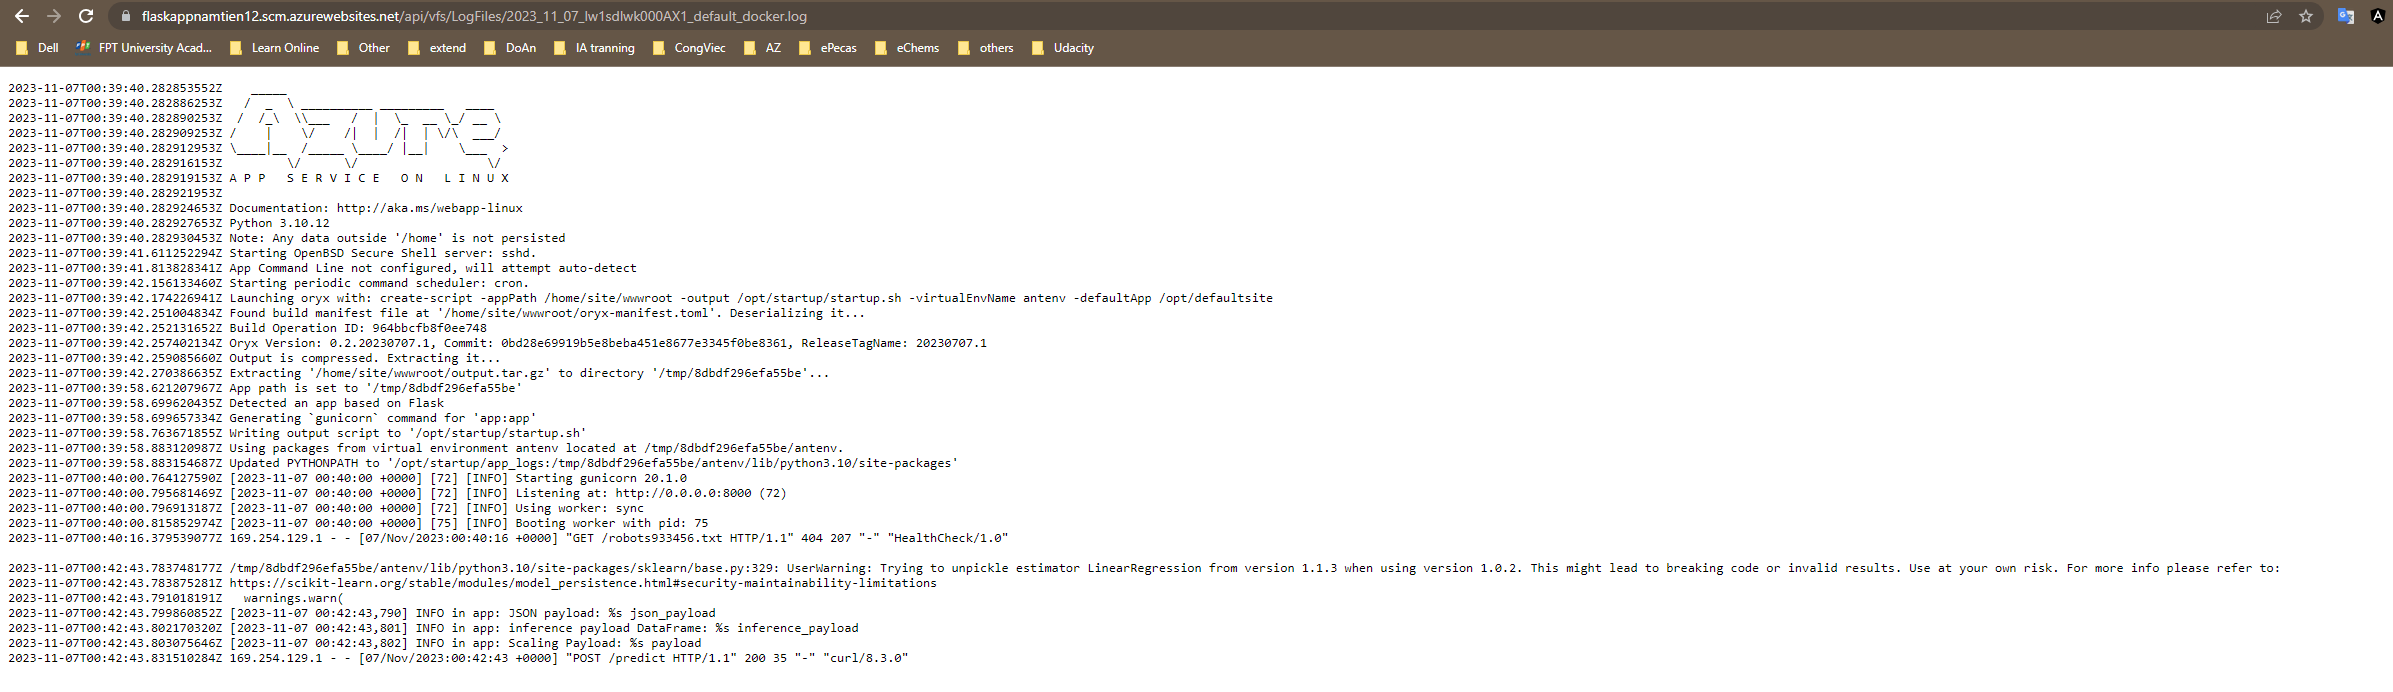 flaskappnamtien12.scm.azurewebsites.net/api/vfs/LogFiles/2023_11_07_lw1sdlwk000AX1_default_docker.log
Dell FPT University Acad... Learn Online Other extend DoAn IA tranning CongViec AZ ePecas eChems others Udacity
2023-11-07T00:39:40.282853552Z    _____
2023-11-07T00:39:40.282886253Z   /  _  \ __________ _________   ____
2023-11-07T00:39:40.282890253Z  /  /_\  \\___   /  |  \_  __ \_/ __ \
2023-11-07T00:39:40.282909253Z /    |    \/    /|  |  /|  | \/\  ___/
2023-11-07T00:39:40.282912953Z \____|__  /_____ \____/ |__|    \___  >
2023-11-07T00:39:40.282916153Z         \/      \/                  \/
2023-11-07T00:39:40.282919153Z A P P   S E R V I C E   O N   L I N U X
2023-11-07T00:39:40.282921953Z
2023-11-07T00:39:40.282924653Z Documentation: http://aka.ms/webapp-linux
2023-11-07T00:39:40.282927653Z Python 3.10.12
2023-11-07T00:39:40.282930453Z Note: Any data outside '/home' is not persisted
2023-11-07T00:39:41.611252294Z Starting OpenBSD Secure Shell server: sshd.
2023-11-07T00:39:41.813828341Z App Command Line not configured, will attempt auto-detect
2023-11-07T00:39:42.156133460Z Starting periodic command scheduler: cron.
2023-11-07T00:39:42.174226941Z Launching oryx with: create-script -appPath /home/site/wwwroot -output /opt/startup/startup.sh -virtualEnvName antenv -defaultApp /opt/defaultsite
2023-11-07T00:39:42.251004834Z Found build manifest file at '/home/site/wwwroot/oryx-manifest.toml'. Deserializing it...
2023-11-07T00:39:42.252131652Z Build Operation ID: 964bbcfb8f0ee748
2023-11-07T00:39:42.257402134Z Oryx Version: 0.2.20230707.1, Commit: 0bd28e69919b5e8beba451e8677e3345f0be8361, ReleaseTagName: 20230707.1
2023-11-07T00:39:42.259085660Z Output is compressed. Extracting it...
2023-11-07T00:39:42.270386635Z Extracting '/home/site/wwwroot/output.tar.gz' to directory '/tmp/8dbdf296efa55be'...
2023-11-07T00:39:58.621207967Z App path is set to '/tmp/8dbdf296efa55be'
2023-11-07T00:39:58.699620435Z Detected an app based on Flask
2023-11-07T00:39:58.699657334Z Generating `gunicorn` command for 'app:app'
2023-11-07T00:39:58.763671855Z Writing output script to '/opt/startup/startup.sh'
2023-11-07T00:39:58.883120987Z Using packages from virtual environment antenv located at /tmp/8dbdf296efa55be/antenv.
2023-11-07T00:39:58.883154687Z Updated PYTHONPATH to '/opt/startup/app_logs:/tmp/8dbdf296efa55be/antenv/lib/python3.10/site-packages'
2023-11-07T00:40:00.764127590Z [2023-11-07 00:40:00 +0000] [72] [INFO] Starting gunicorn 20.1.0
2023-11-07T00:40:00.795681469Z [2023-11-07 00:40:00 +0000] [72] [INFO] Listening at: http://0.0.0.0:8000 (72)
2023-11-07T00:40:00.796913187Z [2023-11-07 00:40:00 +0000] [72] [INFO] Using worker: sync
2023-11-07T00:40:00.815852974Z [2023-11-07 00:40:00 +0000] [75] [INFO] Booting worker with pid: 75
2023-11-07T00:40:16.379539077Z 169.254.129.1 - - [07/Nov/2023:00:40:16 +0000] "GET /robots933456.txt HTTP/1.1" 404 207 "-" "HealthCheck/1.0"
2023-11-07T00:42:43.783748177Z /tmp/8dbdf296efa55be/antenv/lib/python3.10/site-packages/sklearn/base.py:329: UserWarning: Trying to unpickle estimator LinearRegression from version 1.1.3 when using version 1.0.2. This might lead to breaking code or invalid results. Use at your own risk. For more info please refer to:
2023-11-07T00:42:43.783875281Z https://scikit-learn.org/stable/modules/model_persistence.html#security-maintainability-limitations
2023-11-07T00:42:43.791018191Z   warnings.warn(
2023-11-07T00:42:43.799860852Z [2023-11-07 00:42:43,790] INFO in app: JSON payload: %s json_payload
2023-11-07T00:42:43.802170320Z [2023-11-07 00:42:43,801] INFO in app: inference payload DataFrame: %s inference_payload
2023-11-07T00:42:43.803075646Z [2023-11-07 00:42:43,802] INFO in app: Scaling Payload: %s payload
2023-11-07T00:42:43.831510284Z 169.254.129.1 - - [07/Nov/2023:00:42:43 +0000] "POST /predict HTTP/1.1" 200 35 "-" "curl/8.3.0"